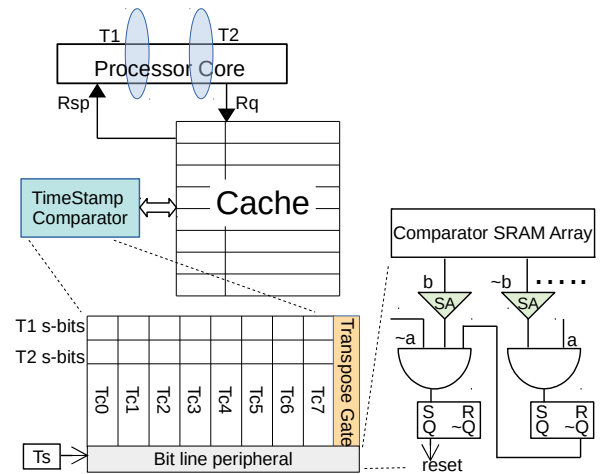 T1 T2
Processor Core
Rsp Rq
Cache
TimeStamp
Comparator
Comparator SRAM Array
b ~b .....
SA SA
~a a
T1 s-bits
T2 s-bits
Tc0 Tc1 Tc2 Tc3 Tc4 Tc5 Tc6 Tc7
Transpose Gate
S R S R
Q ~Q Q ~Q
Ts
Bit line peripheral
reset